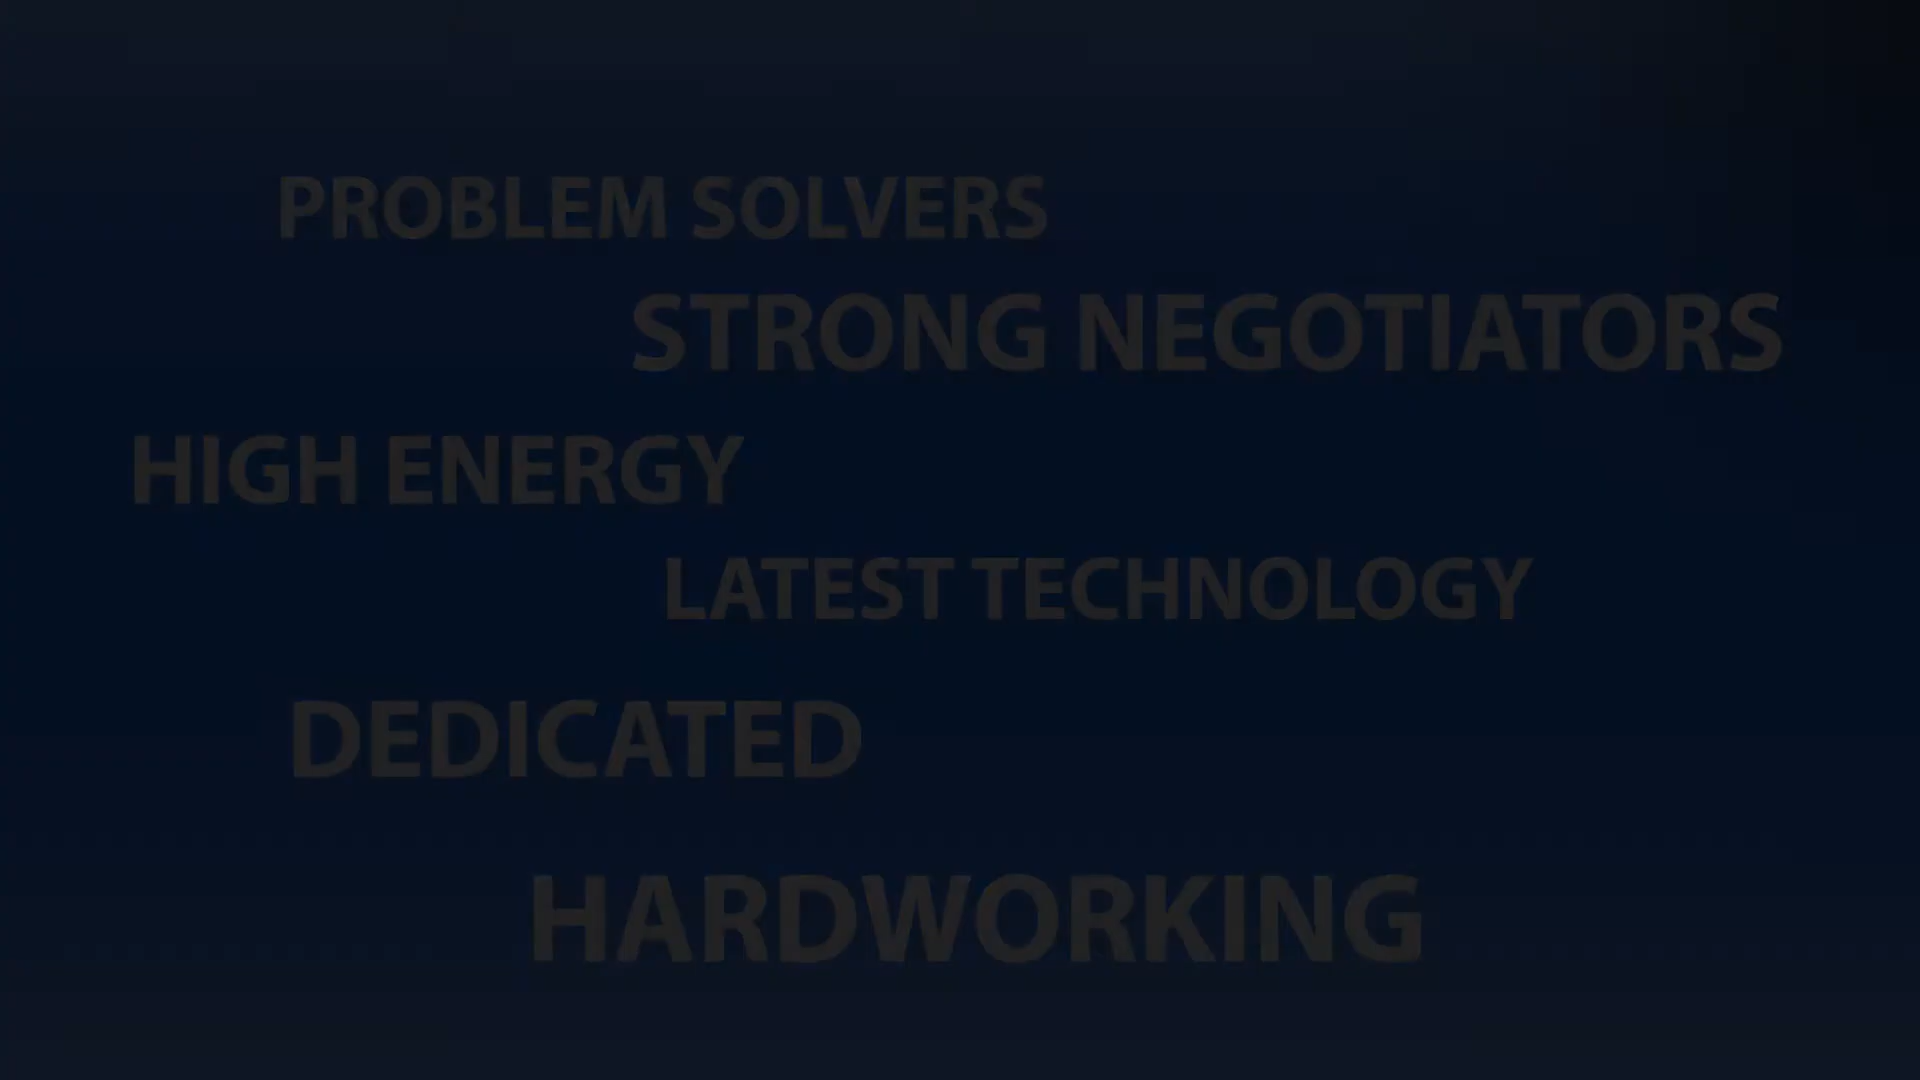 PROBLEM SOLVERS
STRONG NEGOTIATORS
HIGH ENERGY
LATEST TECHNOLOGY
DEDICATED
HARDWORKING